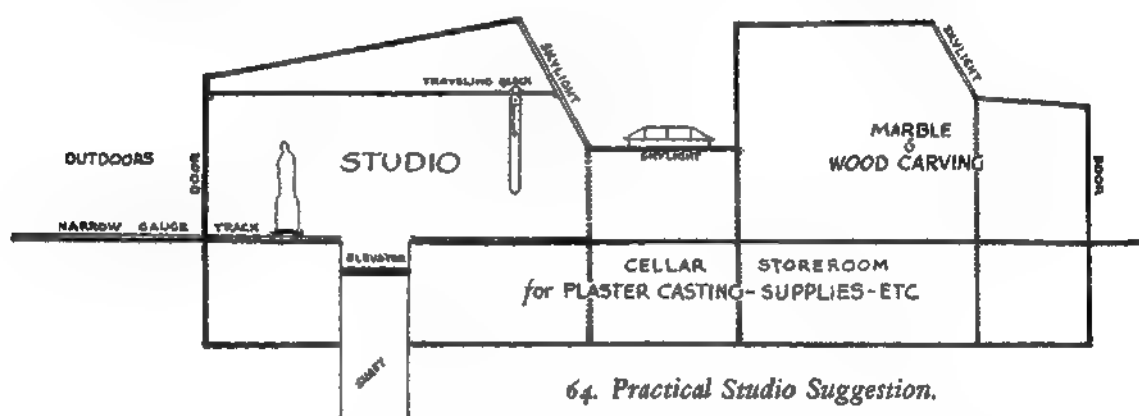 TRAVELING BLOCK
SKYLIGHT
SKYLIGHT
OUTDOORS
DOOR
STUDIO
SKYLIGHT
MARBLE
&
WOOD CARVING
DOOR
NARROW GAUGE TRACK
ELEVATOR
CELLAR STOREROOM
for PLASTER CASTING-SUPPLIES-ETC
SHAFT
64. Practical Studio Suggestion.